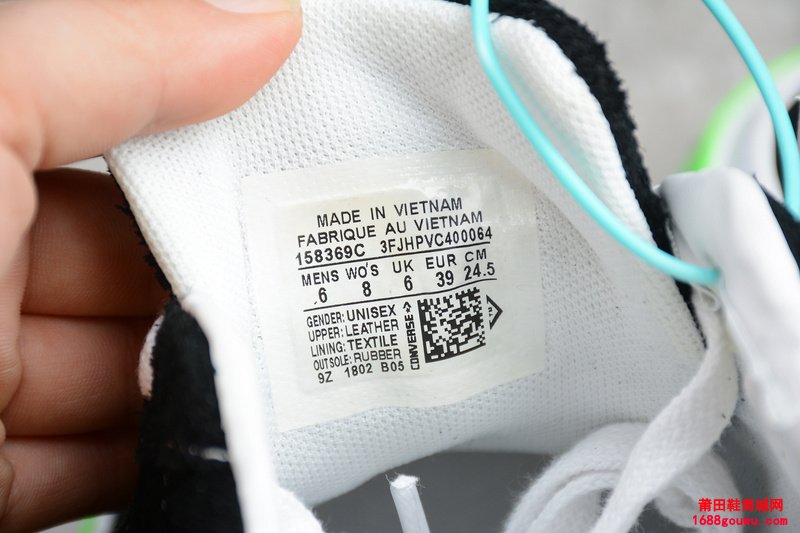 MADE IN VIETNAM
FABRIQUE AU VIETNAM
158369C 3FJHPVC400064
MENS WO'S UK EUR CM
6 8 6 39 24.5
GENDER: UNISEX
UPPER: LEATHER
LINING: TEXTILE
OUTSOLE: RUBBER
9Z 1802 B05
CONVERSE
莆田鞋商城网
1688gouwu.com